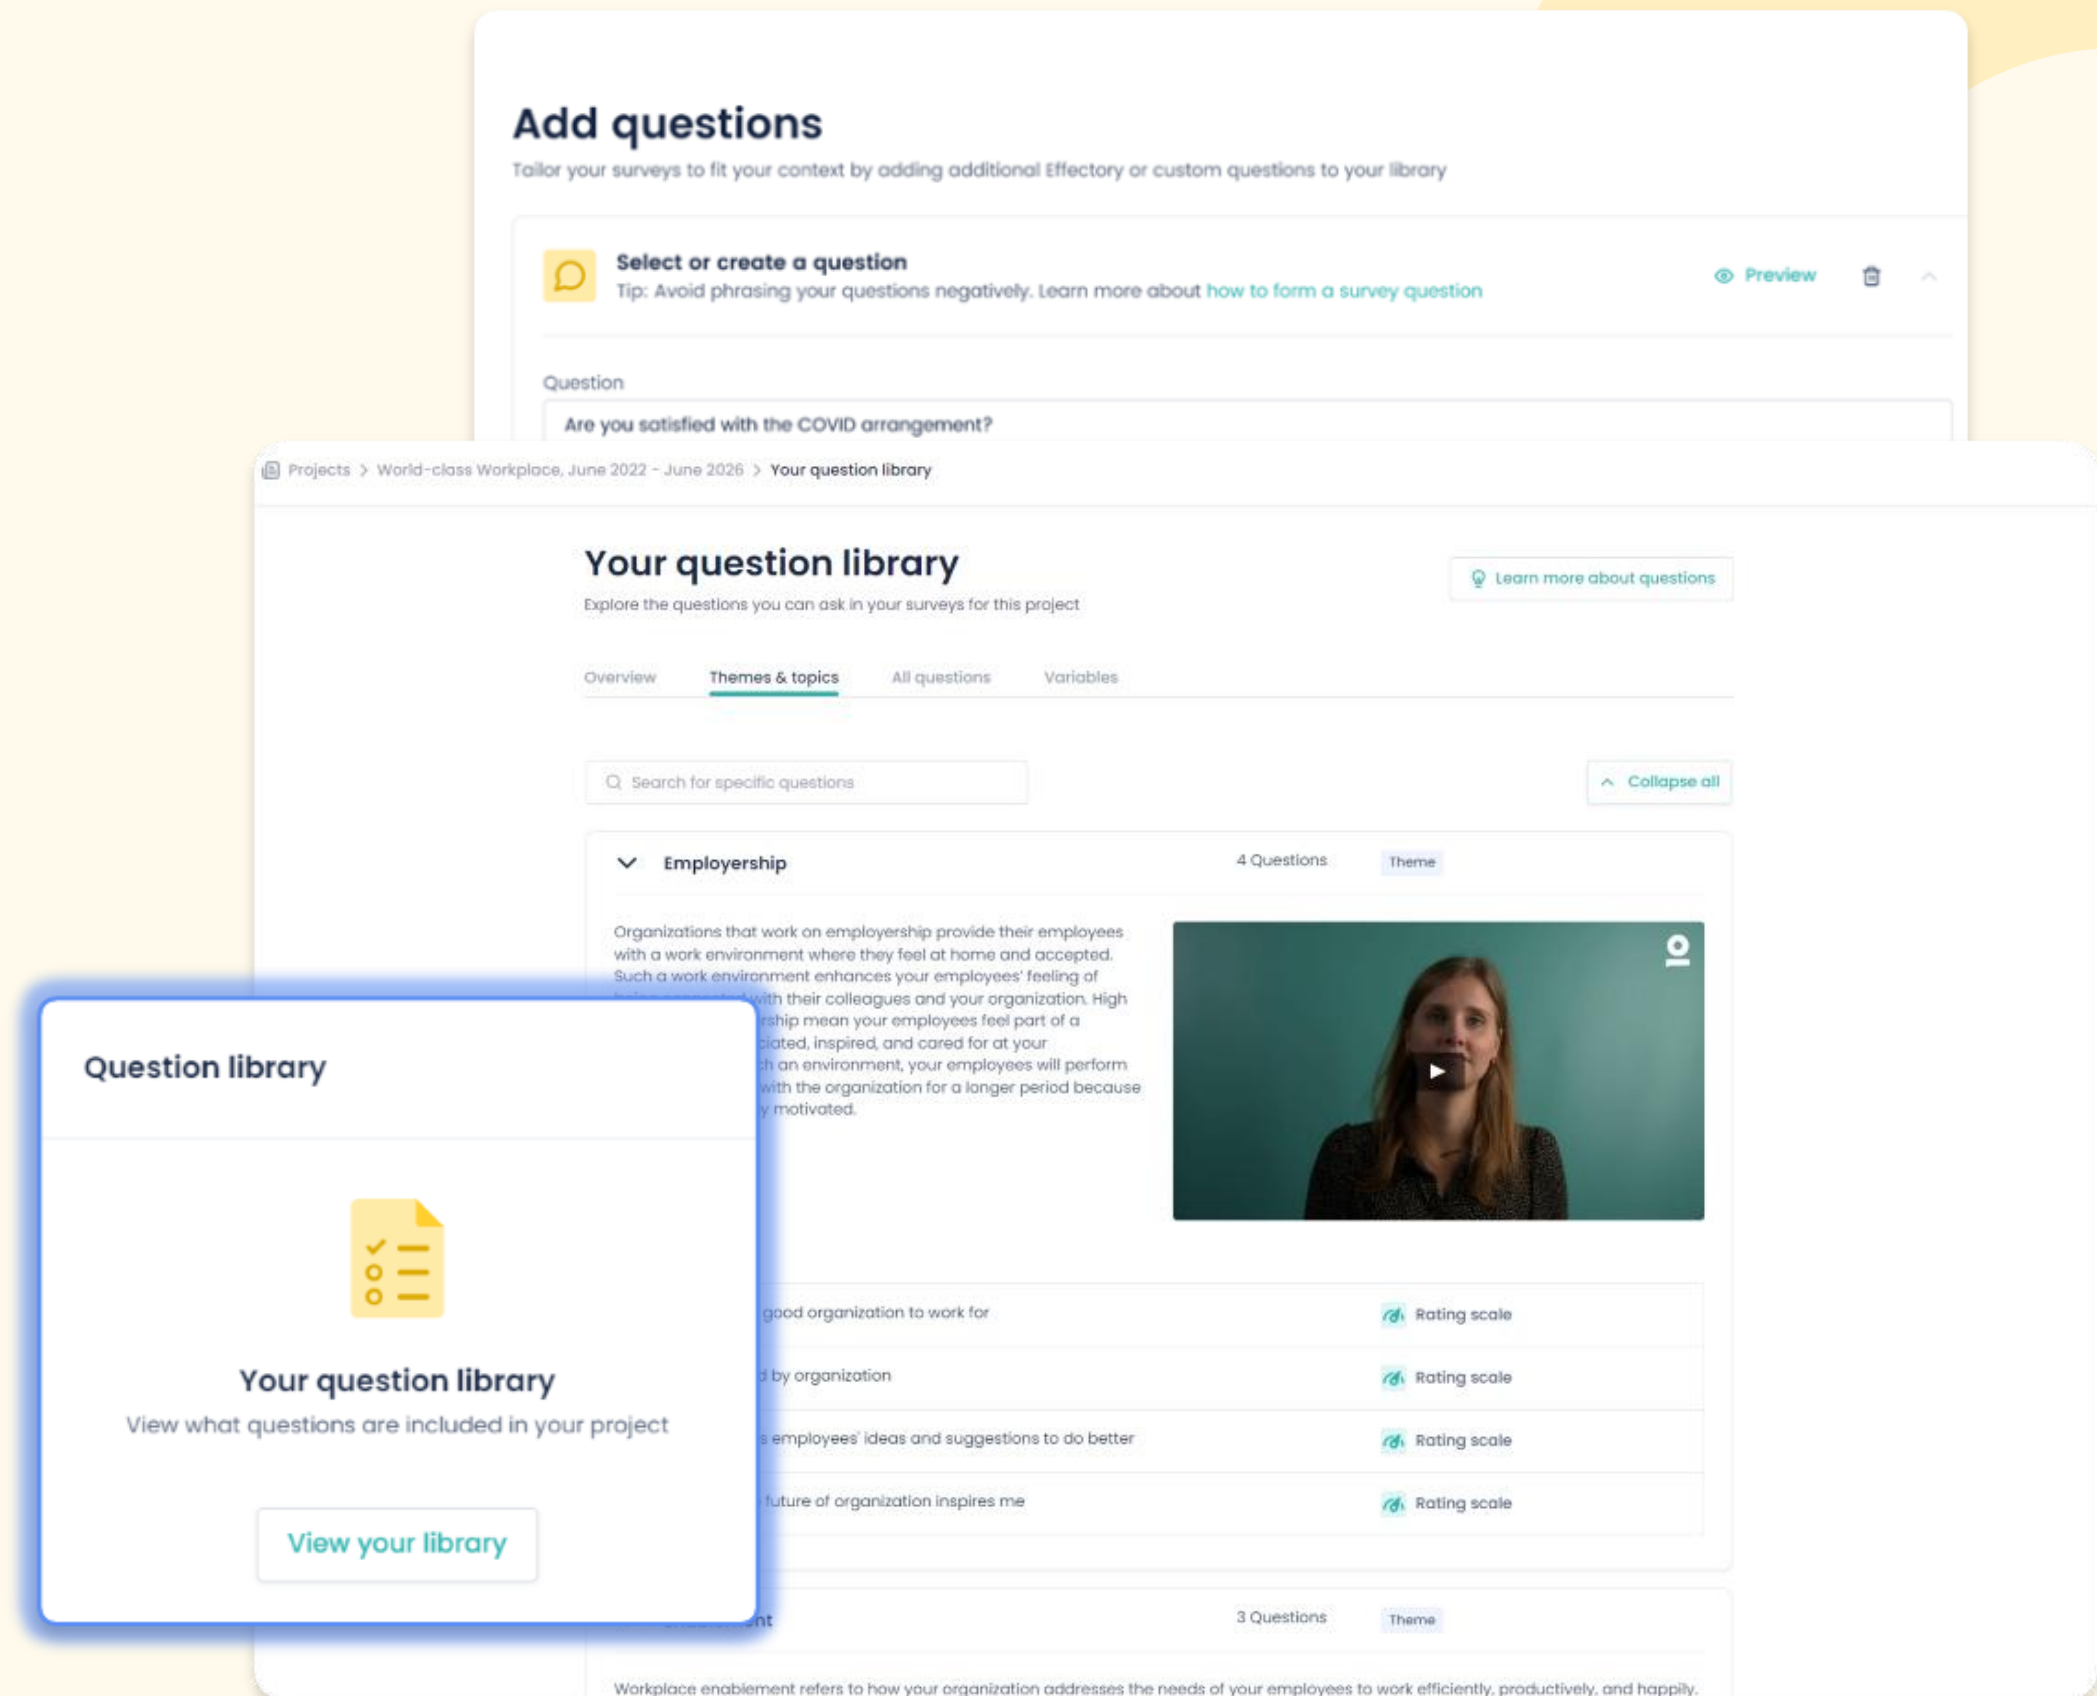 Add questions
Tailor your surveys to fit your context by adding additional Effectory or custom questions to your library
Select or create a question
Tip: Avoid phrasing your questions negatively. Learn more about how to form a survey question
Preview
Question
Are you satisfied with the COVID arrangement?
Projects > World-class Workplace, June 2022 - June 2026 > Your question library
Your question library
Explore the questions you can ask in your surveys for this project
Learn more about questions
Overview Themes & topics All questions Variables
Search for specific questions
Collapse all
Employership 4 Questions Theme
Organizations that work on employership provide their employees
with a work environment where they feel at home and accepted.
Such a work environment enhances your employees' feeling of
with their colleagues and your organization. High
rship mean your employees feel part of a
ciated, inspired, and cared for at your
h an environment, your employees will perform
with the organization for a longer period because
y motivated.
good organization to work for Rating scale
d by organization Rating scale
s employees' ideas and suggestions to do better Rating scale
future of organization inspires me Rating scale
nt 3 Questions Theme
Workplace enablement refers to how your organization addresses the needs of your employees to work efficiently, productively, and happily.
Question library
Your question library
View what questions are included in your project
View your library